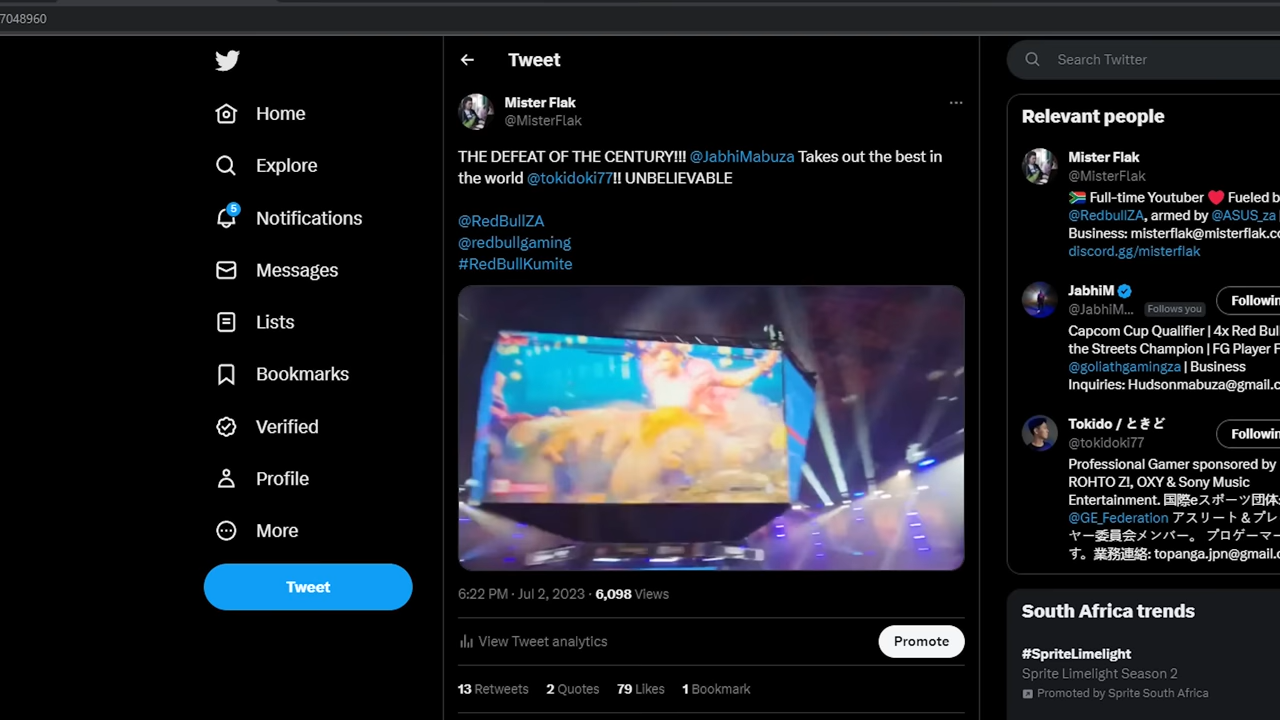 7048960
Tweet
Home
Explore
5
Notifications
Messages
Lists
Bookmarks
Verified
Profile
More
Tweet
Mister Flak
@MisterFlak
THE DEFEAT OF THE CENTURY!!! @JabhiMabuza Takes out the best in
the world @tokidoki77!! UNBELIEVABLE
@RedBullZA
@redbullgaming
#RedBullKumite
6:22 PM · Jul 2, 2023 · 6,098 Views
View Tweet analytics
Promote
13 Retweets 2 Quotes 79 Likes 1 Bookmark
Search Twitter
Relevant people
Mister Flak
@MisterFlak
Full-time Youtuber ❤️ Fueled b
@RedbullZA, armed by @ASUS_za |
Business: misterflak@misterflak.co
discord.gg/misterflak
JabhiM
@JabhiM... Follows you
Followin
Capcom Cup Qualifier | 4x Red Bul
the Streets Champion | FG Player F
@goliathgamingza | Business
Inquiries: Hudsonmabuza@gmail.c
Tokido / ときど
@tokidoki77
Followin
Professional Gamer sponsored by
ROHTO Z!, OXY & Sony Music
Entertainment. 国際eスポーツ団体
@GE_Federation アスリート＆プレ
ヤー委員会メンバー。 プロゲーマー
す。業務連絡: topanga.jpn@gmail.c
South Africa trends
#SpriteLimelight
Sprite Limelight Season 2
Promoted by Sprite South Africa